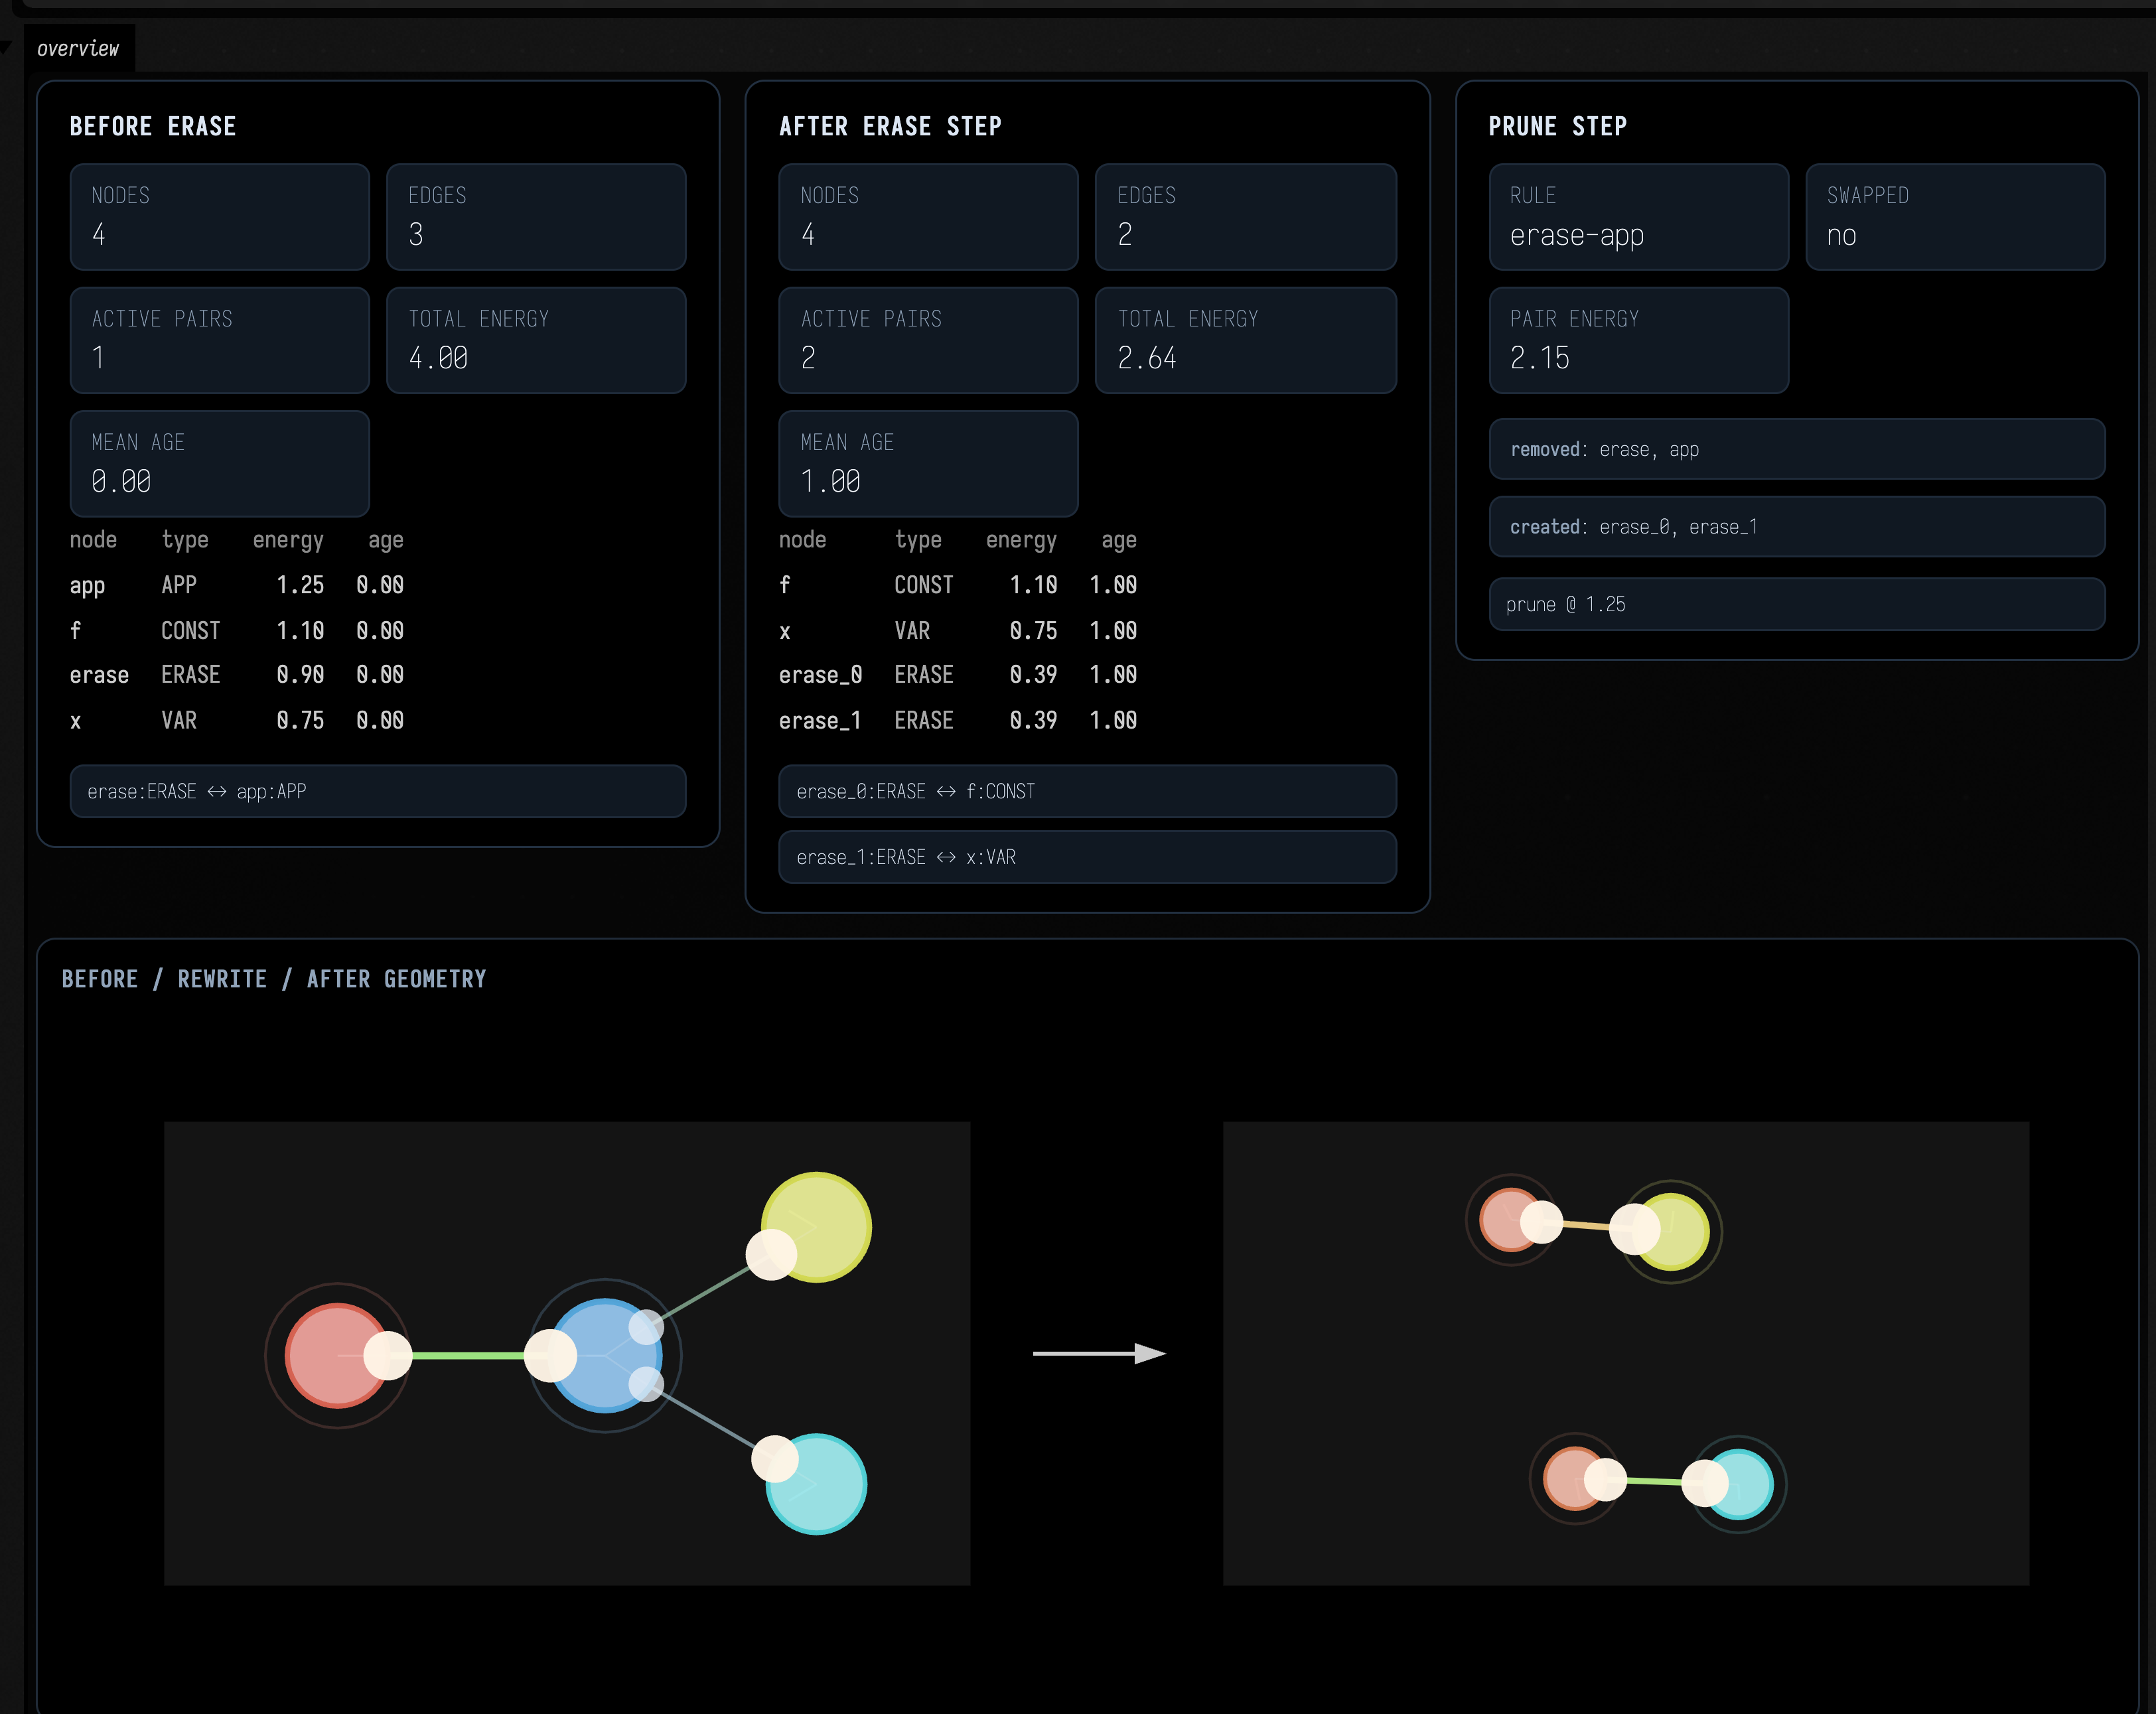 overview
BEFORE ERASE
NODES
4
EDGES
3
ACTIVE PAIRS
1
TOTAL ENERGY
4.00
MEAN AGE
0.00
node type energy age
app APP 1.25 0.00
f CONST 1.10 0.00
erase ERASE 0.90 0.00
x VAR 0.75 0.00
erase:ERASE ↔ app:APP
AFTER ERASE STEP
NODES
4
EDGES
2
ACTIVE PAIRS
2
TOTAL ENERGY
2.64
MEAN AGE
1.00
node type energy age
f CONST 1.10 1.00
x VAR 0.75 1.00
erase_0 ERASE 0.39 1.00
erase_1 ERASE 0.39 1.00
erase_0:ERASE ↔ f:CONST
erase_1:ERASE ↔ x:VAR
PRUNE STEP
RULE
erase-app
SWAPPED
no
PAIR ENERGY
2.15
removed: erase, app
created: erase_0, erase_1
prune @ 1.25
BEFORE / REWRITE / AFTER GEOMETRY